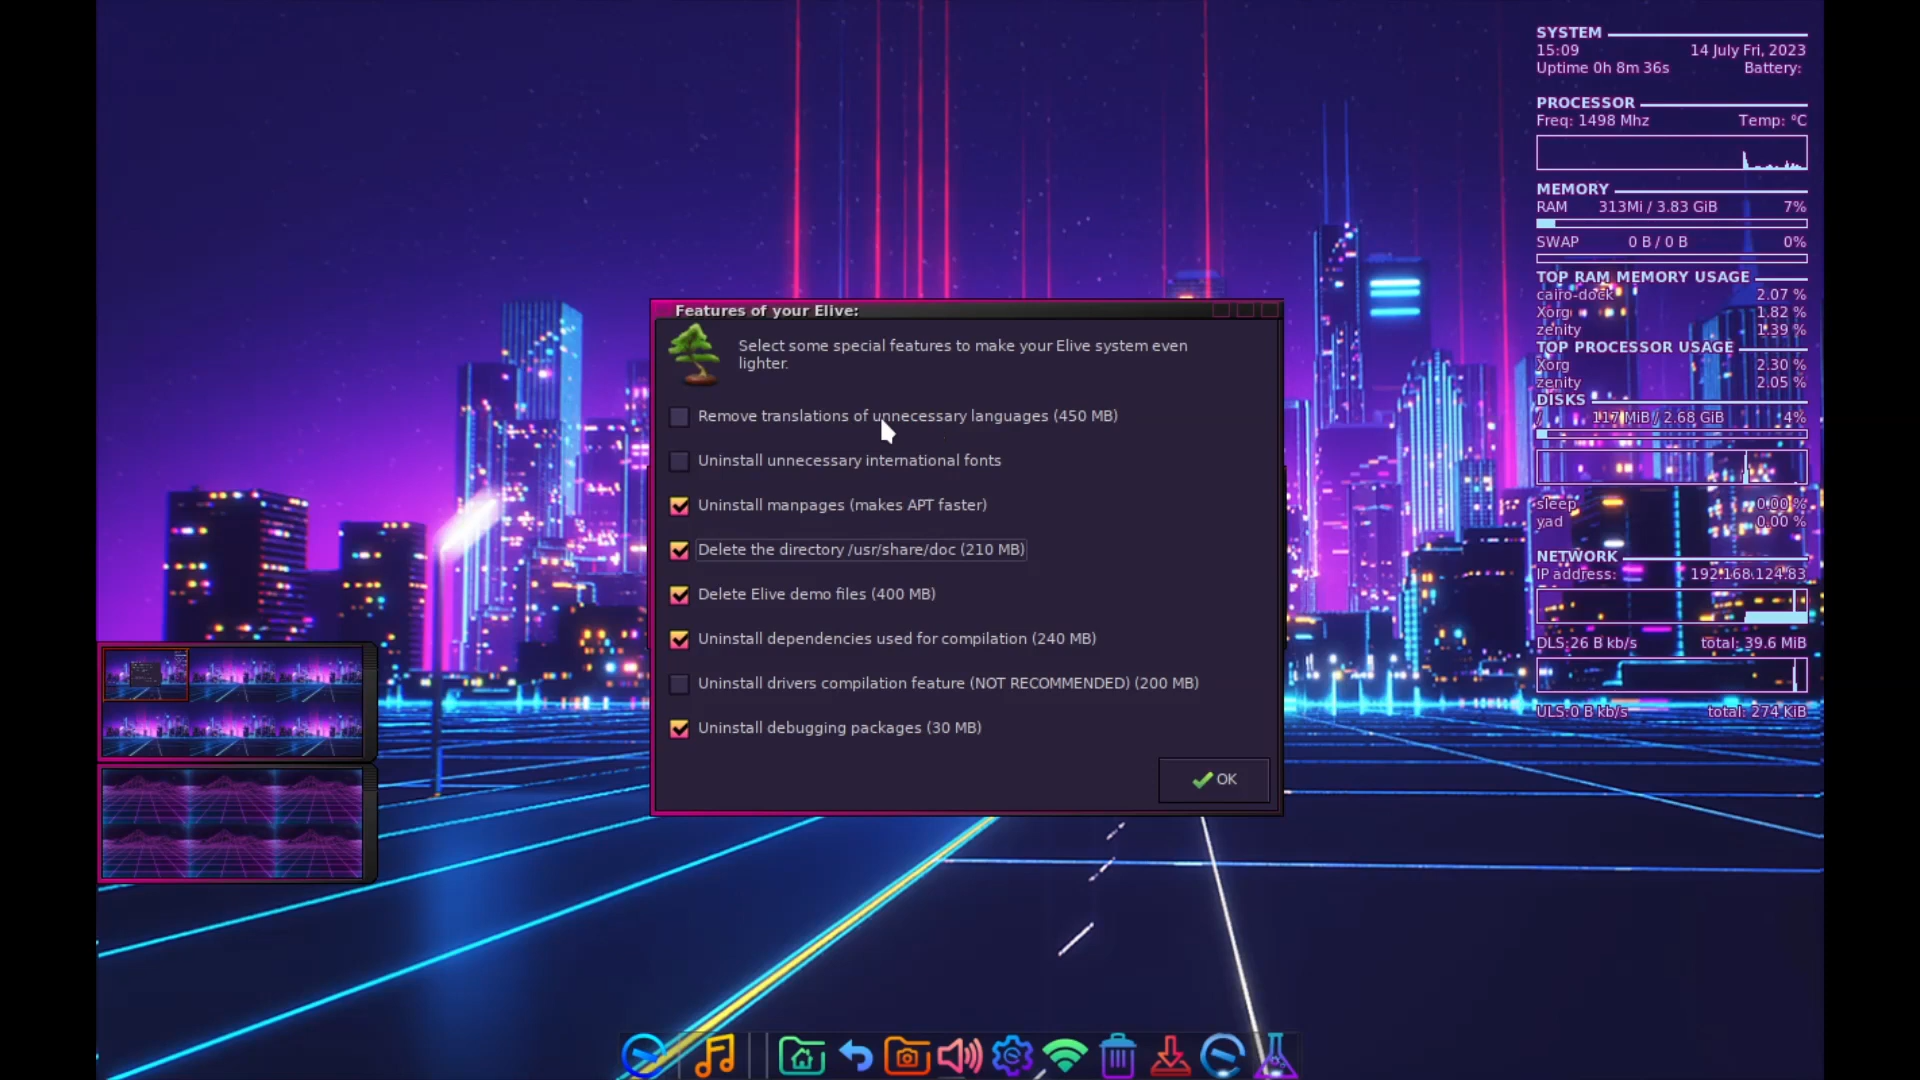 SYSTEM
15:09 14 July Fri, 2023
Uptime 0h 8m 36s Battery:
PROCESSOR
Freq: 1498 Mhz Temp: °C
MEMORY
RAM 313Mi / 3.83 GiB 7%
SWAP 0 B / 0 B 0%
TOP RAM MEMORY USAGE
cairo-dock 2.07 %
Xorg 1.82 %
zenity 1.39 %
TOP PROCESSOR USAGE
Xorg 2.30 %
zenity 2.05 %
DISKS
/ 117 MiB / 2.68 GiB 4%
sleep 0.00 %
yad 0.00 %
NETWORK
IP address: 192.168.124.83
DLS:26 B kb/s total: 39.6 MiB
ULS:0 B kb/s total: 274 KiB
Features of your Elive:
Select some special features to make your Elive system even
lighter.
Remove translations of unnecessary languages (450 MB)
Uninstall unnecessary international fonts
Uninstall manpages (makes APT faster)
Delete the directory /usr/share/doc (210 MB)
Delete Elive demo files (400 MB)
Uninstall dependencies used for compilation (240 MB)
Uninstall drivers compilation feature (NOT RECOMMENDED) (200 MB)
Uninstall debugging packages (30 MB)
OK